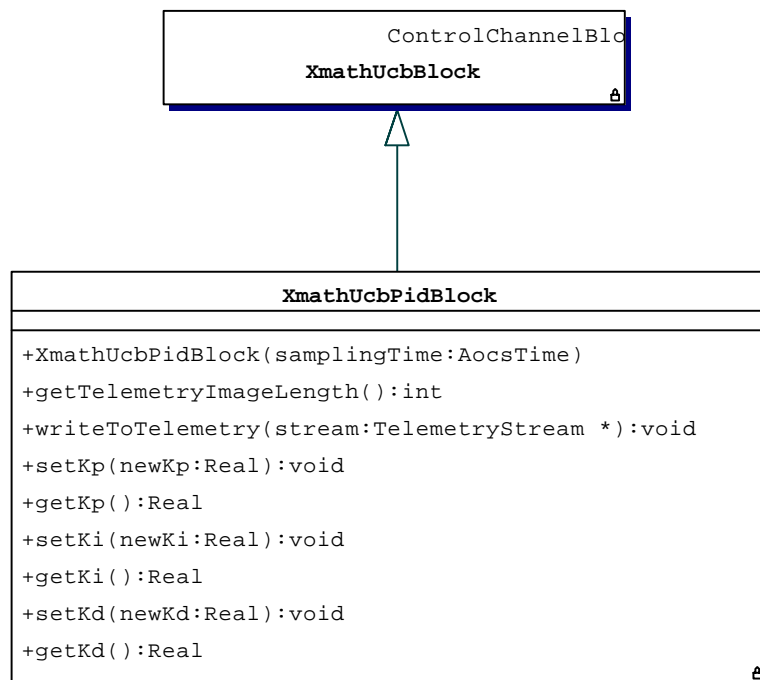 ControlChannelBlo
XmathUcbBlock
XmathUcbPidBlock
+XmathUcbPidBlock(samplingTime:AocsTime)
+getTelemetryImageLength():int
+writeToTelemetry(stream:TelemetryStream *):void
+setKp(newKp:Real):void
+getKp():Real
+setKi(newKi:Real):void
+getKi():Real
+setKd(newKd:Real):void
+getKd():Real